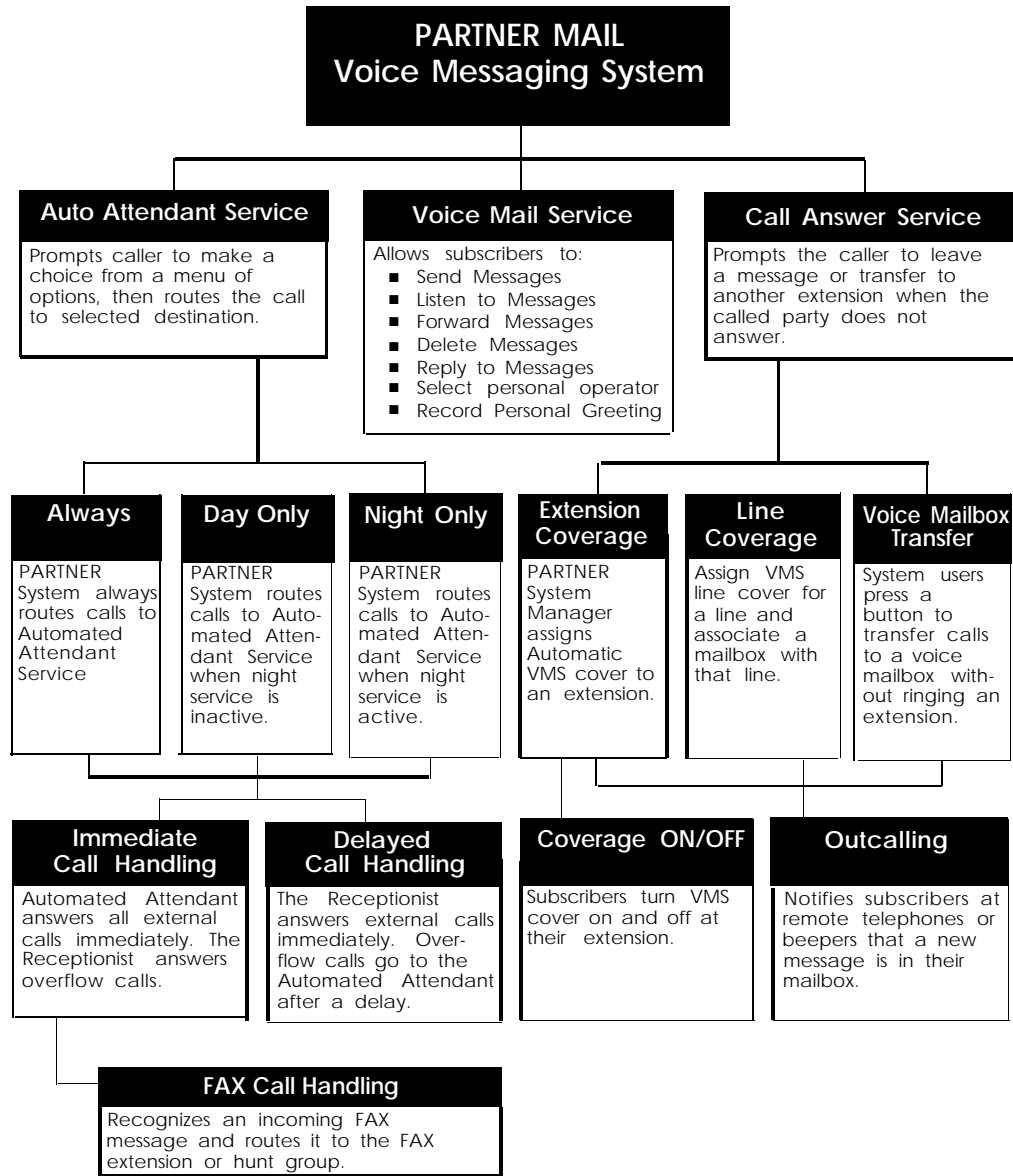 PARTNER MAIL
Voice Messaging System
Auto Attendant Service
Prompts caller to make a
choice from a menu of
options, then routes the call
to selected destination.
Voice Mail Service
Allows subscribers to:
■ Send Messages
■ Listen to Messages
■ Forward Messages
■ Delete Messages
■ Reply to Messages
■ Select personal operator
■ Record Personal Greeting
Call Answer Service
Prompts the caller to leave
a message or transfer to
another extension when the
called party does not
answer.
Always
PARTNER
System always
routes calls to
Automated
Attendant
Service
Day Only
PARTNER
System routes
calls to Auto-
mated Atten-
dant Service
when night
service is
inactive.
Night Only
PARTNER
System routes
calls to Auto-
mated Atten-
dant Service
when night
service is
active.
Extension
Coverage
PARTNER
System
Manager
assigns
Automatic
VMS cover to
an extension.
Line
Coverage
Assign VMS
line cover for
a line and
associate a
mailbox with
that line.
Voice Mailbox
Transfer
System users
press a
button to
transfer calls
to a voice
mailbox with-
out ringing an
extension.
Immediate
Call Handling
Automated Attendant
answers all external
calls immediately. The
Receptionist answers
overflow calls.
Delayed
Call Handling
The Receptionist
answers external calls
immediately. Over-
flow calls go to the
Automated Attendant
after a delay.
Coverage ON/OFF
Subscribers turn VMS
cover on and off at
their extension.
Outcalling
Notifies subscribers at
remote telephones or
beepers that a new
message is in their
mailbox.
FAX Call Handling
Recognizes an incoming FAX
message and routes it to the FAX
extension or hunt group.